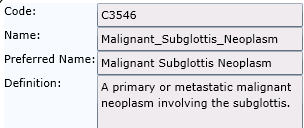 Code: C3546
Name: Malignant_Subglottis_Neoplasm
Preferred Name: Malignant Subglottis Neoplasm
Definition: A primary or metastatic malignant
neoplasm involving the subglottis.